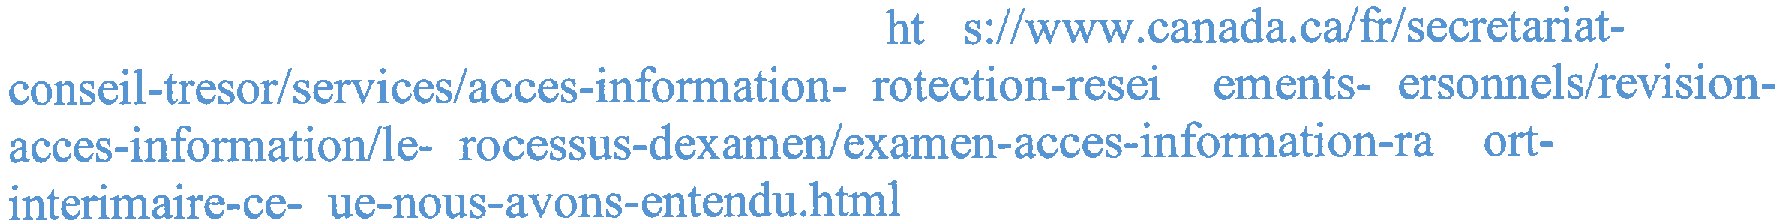 ht s://www.canada.ca/fr/secretariat-
conseil-tresor/services/acces-information- rotection-resei ements- ersonnels/revision-
acces-information/le- rocessus-dexamen/examen-acces-information-ra ort-
interimaire-ce- ue-nous-avons-entendu.html